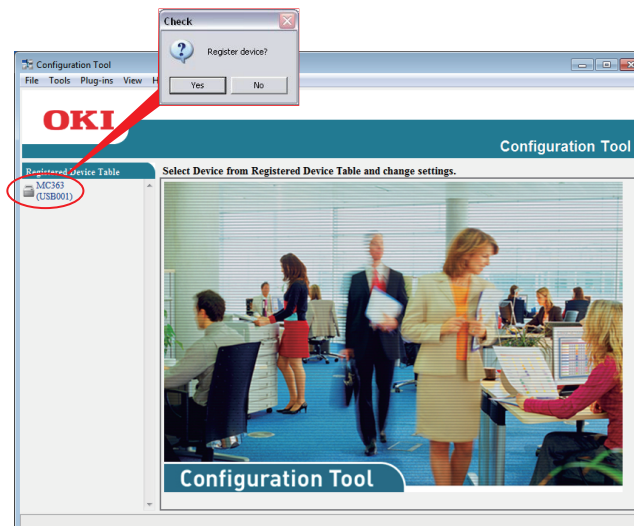 Check
Register device?
Yes No
Configuration Tool
File Tools Plug-ins View H
OKI
Configuration Tool
Registered Device Table
MC363
(USB001)
Select Device from Registered Device Table and change settings.
Configuration Tool